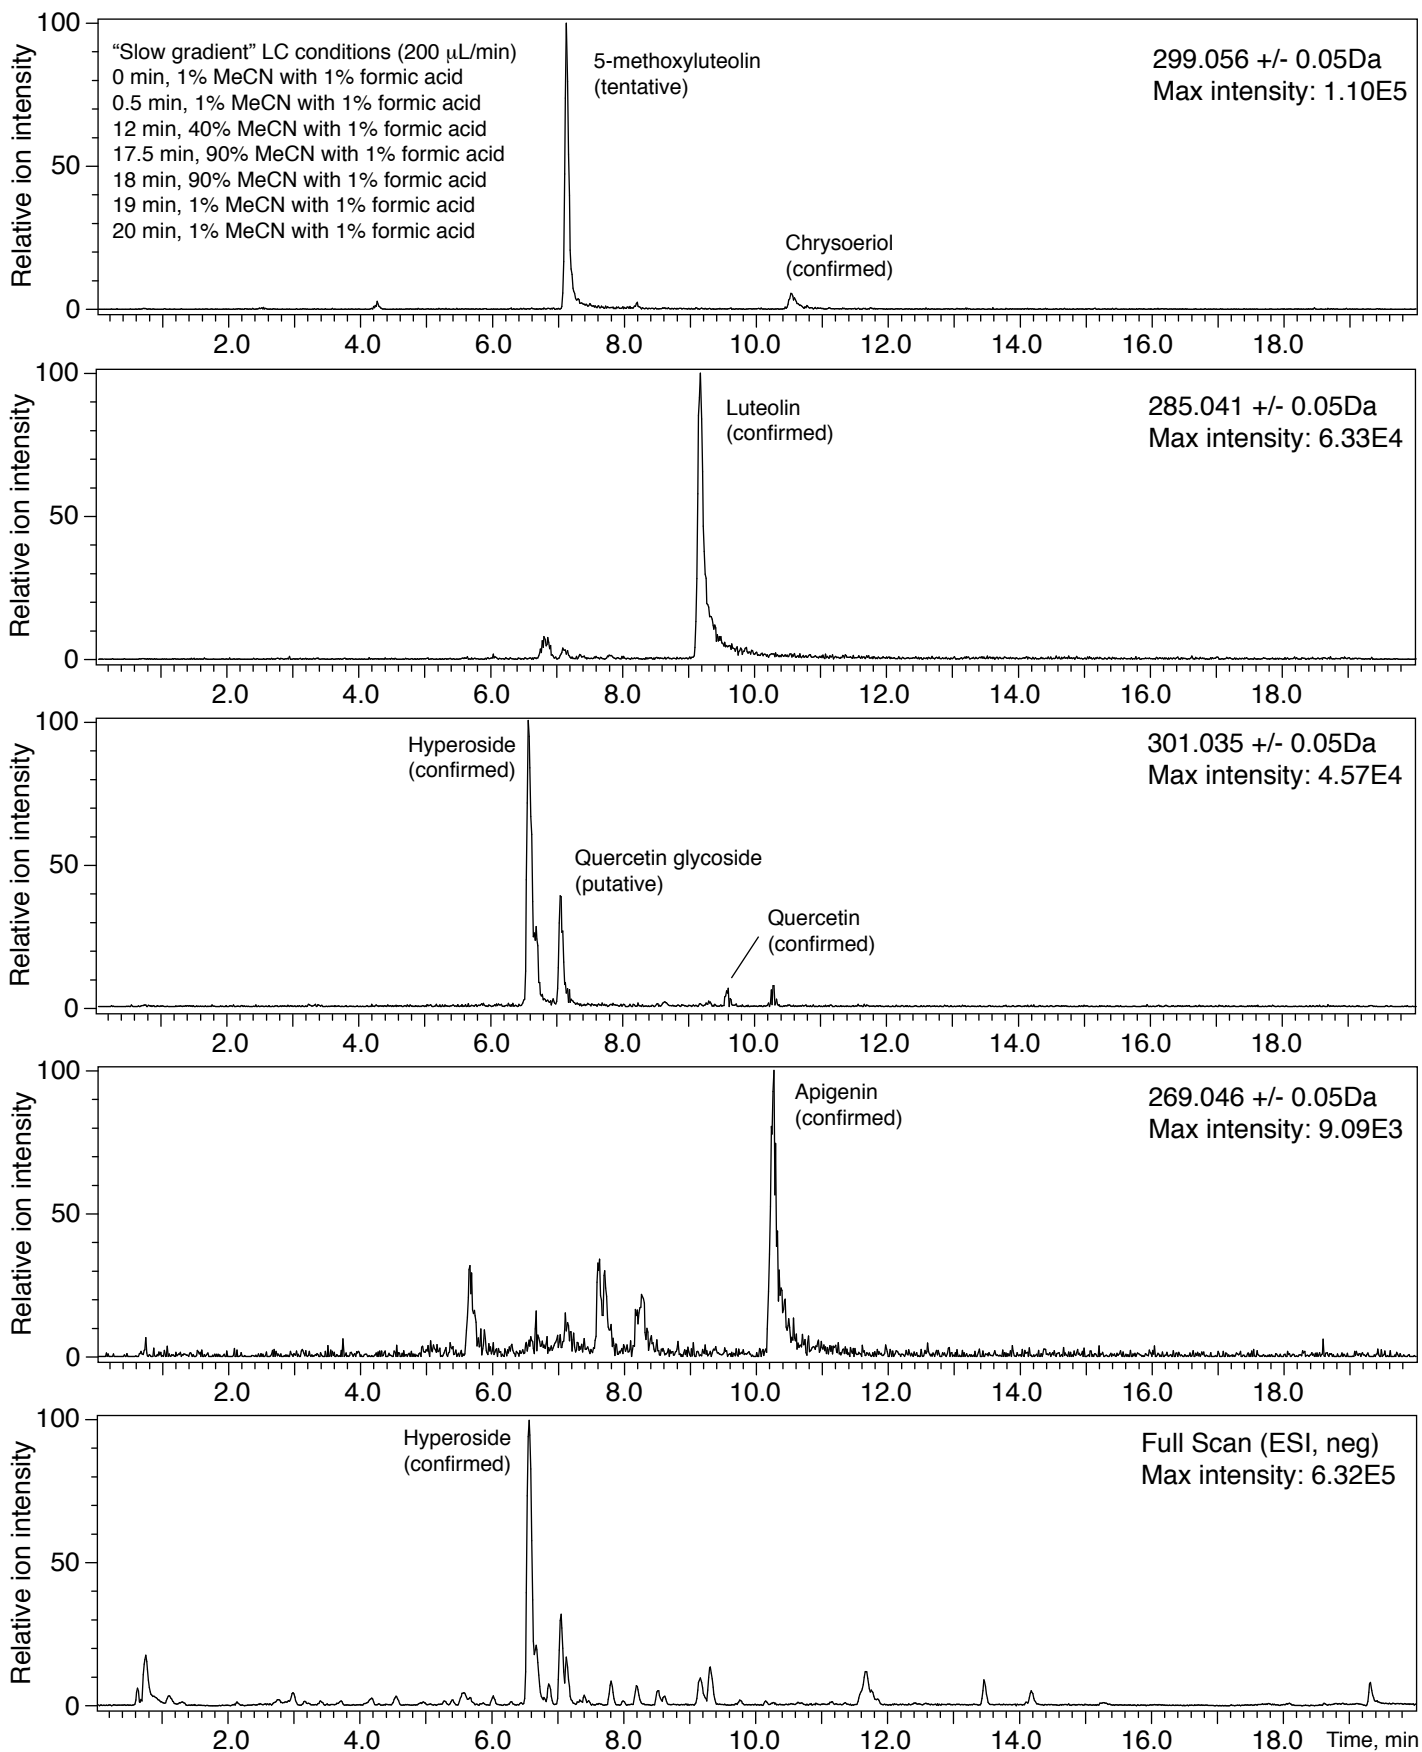 100
50
0
Relative ion intensity
“Slow gradient” LC conditions (200 μL/min)
0 min, 1% MeCN with 1% formic acid
0.5 min, 1% MeCN with 1% formic acid
12 min, 40% MeCN with 1% formic acid
17.5 min, 90% MeCN with 1% formic acid
18 min, 90% MeCN with 1% formic acid
19 min, 1% MeCN with 1% formic acid
20 min, 1% MeCN with 1% formic acid
5-methoxyluteolin
(tentative)
Chrysoeriol
(confirmed)
299.056 +/- 0.05Da
Max intensity: 1.10E5
2.0 4.0 6.0 8.0 10.0 12.0 14.0 16.0 18.0
100
50
0
Relative ion intensity
Luteolin
(confirmed)
285.041 +/- 0.05Da
Max intensity: 6.33E4
2.0 4.0 6.0 8.0 10.0 12.0 14.0 16.0 18.0
100
50
0
Relative ion intensity
Hyperoside
(confirmed)
Quercetin glycoside
(putative)
Quercetin
(confirmed)
301.035 +/- 0.05Da
Max intensity: 4.57E4
2.0 4.0 6.0 8.0 10.0 12.0 14.0 16.0 18.0
100
50
0
Relative ion intensity
Apigenin
(confirmed)
269.046 +/- 0.05Da
Max intensity: 9.09E3
2.0 4.0 6.0 8.0 10.0 12.0 14.0 16.0 18.0
100
50
0
Relative ion intensity
Hyperoside
(confirmed)
Full Scan (ESI, neg)
Max intensity: 6.32E5
2.0 4.0 6.0 8.0 10.0 12.0 14.0 16.0 18.0 Time, min